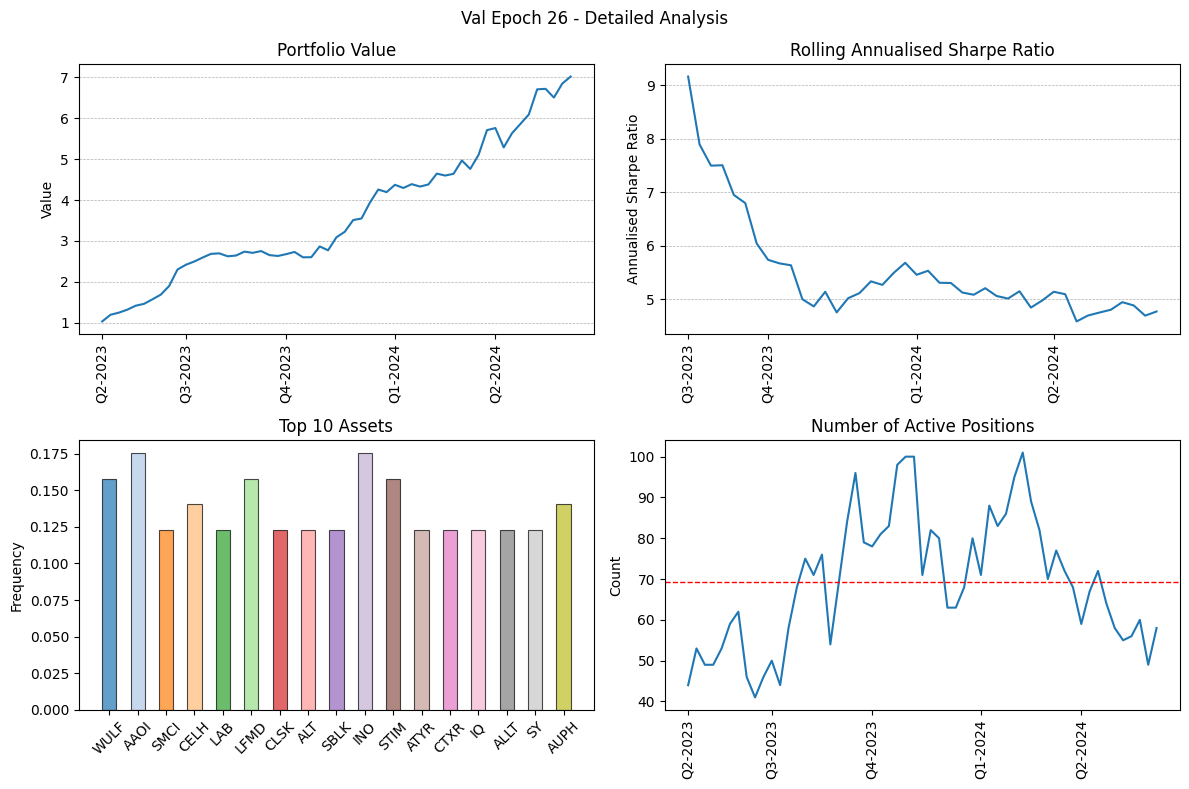 Val Epoch 26 - Detailed Analysis
Portfolio Value
Value
7
6
5
4
3
2
1
Q2-2023
Q3-2023
Q4-2023
Q1-2024
Q2-2024
Rolling Annualised Sharpe Ratio
Annualised Sharpe Ratio
9
8
7
6
5
Q3-2023
Q4-2023
Q1-2024
Q2-2024
Top 10 Assets
Frequency
0.175
0.150
0.125
0.100
0.075
0.050
0.025
0.000
WULF
AAOI
SMCI
CELH
LAB
LFMD
CLSK
ALT
SBLK
INO
STIM
ATYR
CTXR
IQ
ALLT
SY
AUPH
Number of Active Positions
Count
100
90
80
70
60
50
40
Q2-2023
Q3-2023
Q4-2023
Q1-2024
Q2-2024